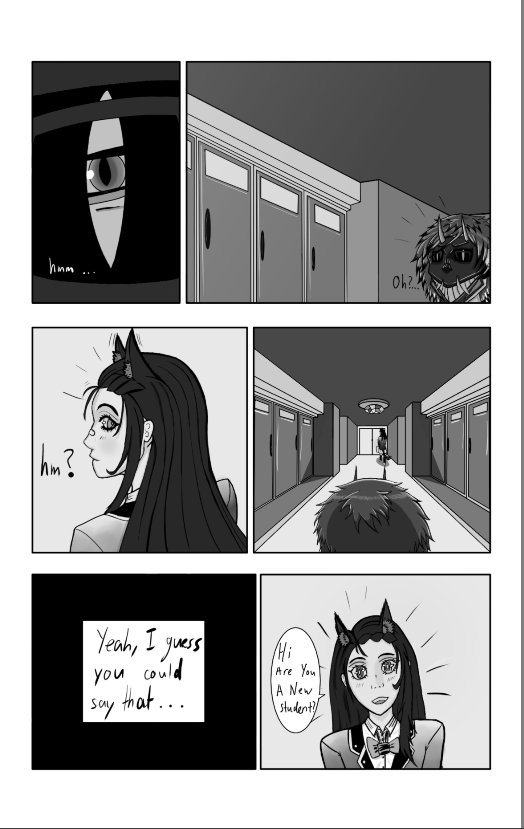 hmm ...
Oh?...
hm?
Yeah, I guess
you could
say that...
Hi
Are You
A New
student?